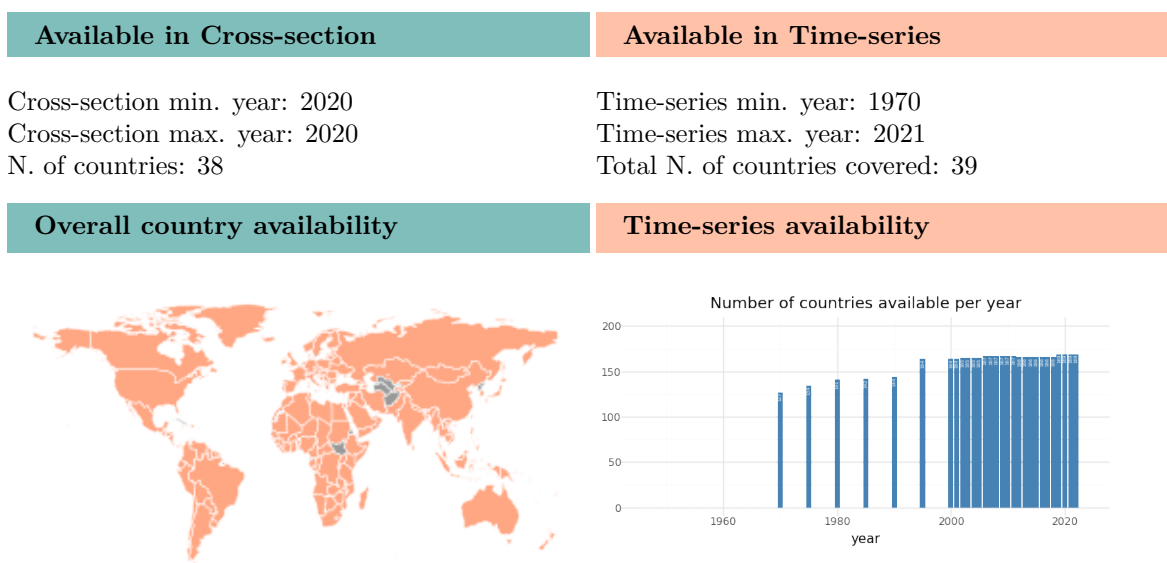 Available in Cross-section
Available in Time-series
Cross-section min. year: 2020
Cross-section max. year: 2020
N. of countries: 38
Time-series min. year: 1970
Time-series max. year: 2021
Total N. of countries covered: 39
Overall country availability
Time-series availability
Number of countries available per year
200
150
100
50
0
1960
1980
2000
2020
year